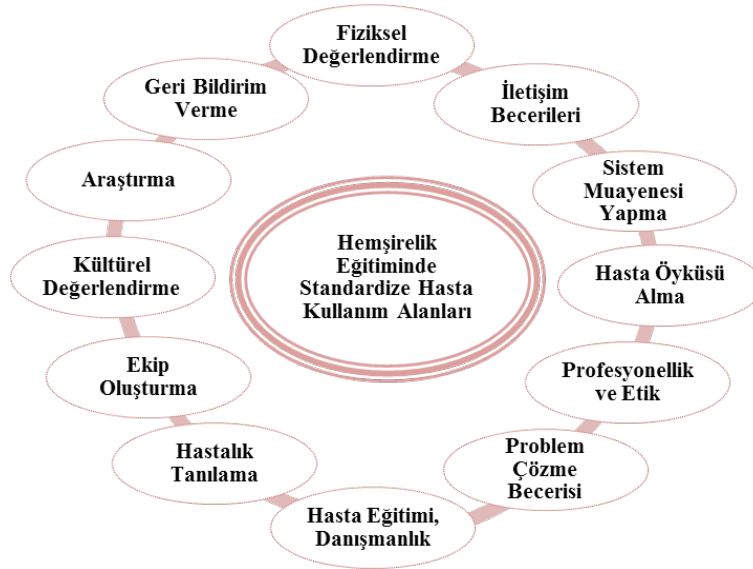 Fiziksel
Değerlendirme
İletişim
Becerileri
Sistem
Muayenesi
Yapma
Hasta Öyküsü
Alma
Profesyonellik
ve Etik
Problem
Çözme
Becerisi
Hasta Eğitimi,
Danışmanlık
Hastalık
Tanılama
Ekip
Oluşturma
Kültürel
Değerlendirme
Araştırma
Geri Bildirim
Verme
Hemşirelik
Eğitiminde
Standardize Hasta
Kullanım Alanları